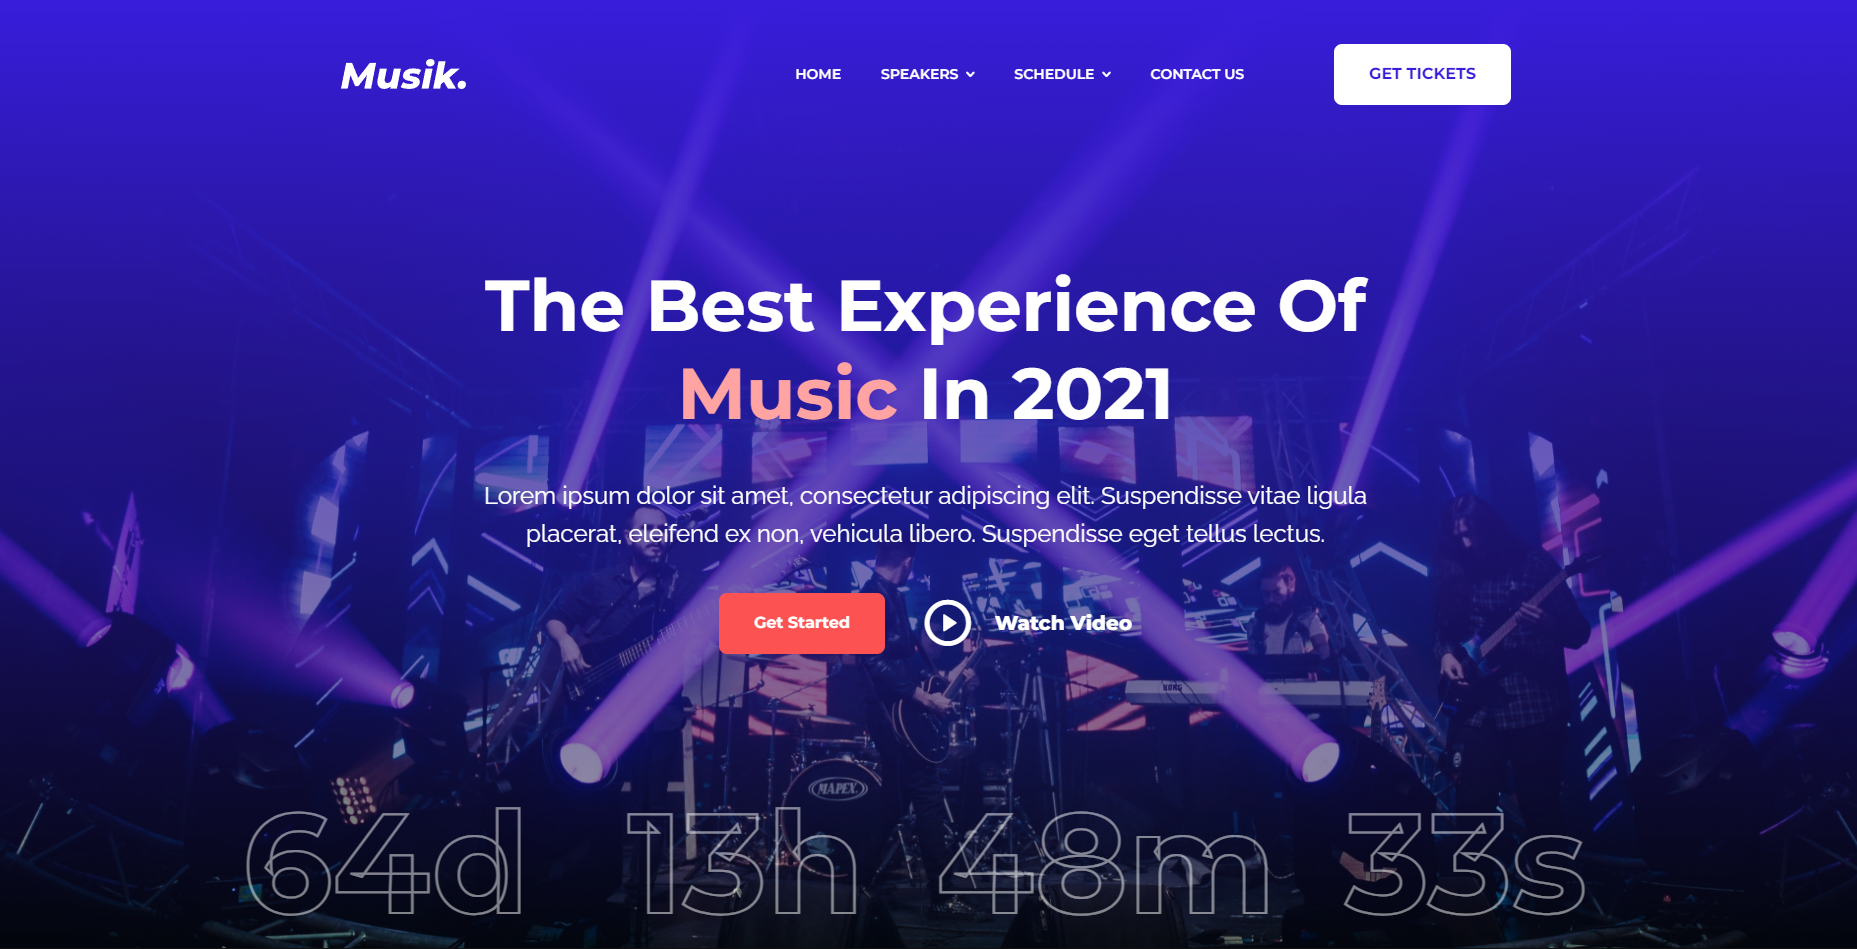 Musik.
HOME SPEAKERS SCHEDULE CONTACT US GET TICKETS
The Best Experience Of
Music In 2021
Lorem ipsum dolor sit amet, consectetur adipiscing elit. Suspendisse vitae ligula
placerat, eleifend ex non, vehicula libero. Suspendisse eget tellus lectus.
Get Started Watch Video
KORG
MAPEX
64d 13h 48m 33s